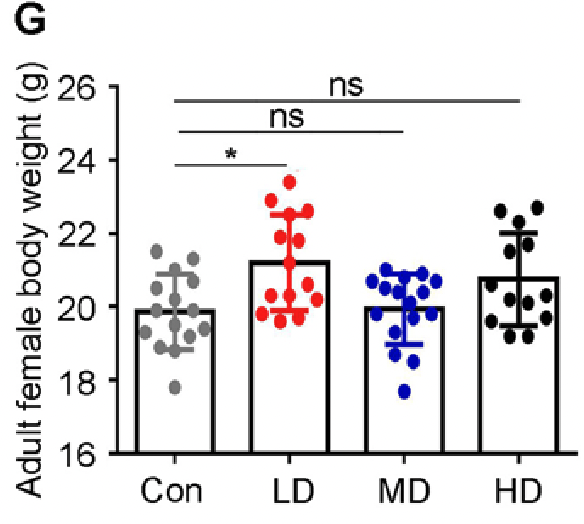 G
Adult female body weight (g)
26
24
22
20
18
16
ns
ns
*
Con
LD
MD
HD